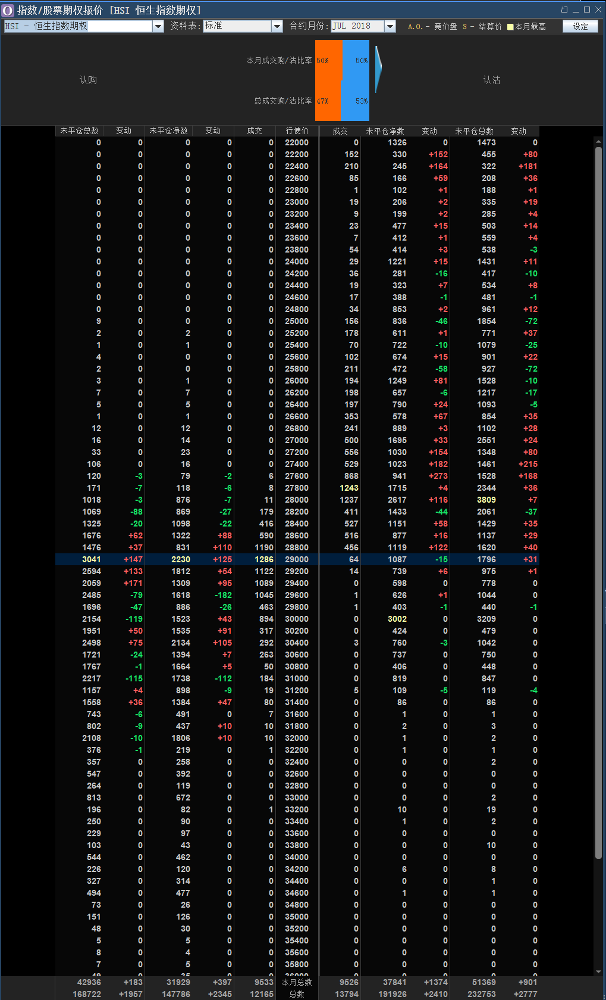 指数/股票期权报价 [HSI 恒生指数期权]
HSI - 恒生指数期权 资料表: 标准 合约月份: JUL 2018 A.O. - 竞价盘 S - 结算价 本月最高 设定
本月成交购/沽比率 50% 50%
认购 认沽
总成交购/沽比率 47% 53%
未平仓总数 变动 未平仓净数 变动 成交 行使价 成交 未平仓净数 变动 未平仓总数 变动
0 0 0 0 0 22000 0 1326 0 1473 0
0 0 0 0 0 22200 152 330 +152 455 +80
0 0 0 0 0 22400 210 245 +164 322 +181
0 0 0 0 0 22600 85 166 +59 208 +36
0 0 0 0 0 22800 1 102 +1 188 +1
0 0 0 0 0 23000 19 206 +2 335 +19
0 0 0 0 0 23200 9 199 +2 285 +4
0 0 0 0 0 23400 23 477 +15 503 +14
0 0 0 0 0 23600 7 412 +1 559 +4
0 0 0 0 0 23800 54 414 +3 538 -3
0 0 0 0 0 24000 29 1221 +15 1431 +11
0 0 0 0 0 24200 36 281 -16 417 -10
0 0 0 0 0 24400 19 323 +7 534 +8
0 0 0 0 0 24600 17 388 -1 481 -1
0 0 0 0 0 24800 34 853 +2 961 +12
9 0 0 0 0 25000 156 836 -46 1854 -72
2 0 2 0 0 25200 178 611 +1 771 +37
1 0 1 0 0 25400 70 722 -10 1079 -25
4 0 0 0 0 25600 102 674 +15 901 +22
2 0 0 0 0 25800 211 472 -58 927 -72
3 0 1 0 0 26000 194 1249 +81 1528 -10
7 0 7 0 0 26200 198 657 -6 1217 -17
5 0 5 0 0 26400 197 790 +24 1093 -5
1 0 1 0 0 26600 353 578 +67 854 +35
12 0 12 0 0 26800 241 889 +3 1102 +28
16 0 14 0 0 27000 500 1695 +33 2551 +24
33 0 23 0 0 27200 556 1030 +154 1348 +80
106 0 16 0 0 27400 529 1023 +182 1461 +215
120 -3 79 -2 6 27600 868 941 +273 1528 +168
171 -7 118 -6 8 27800 1243 1715 +4 2344 +36
1018 -3 876 -7 11 28000 1237 2617 +116 3809 +7
1069 -88 869 -27 179 28200 411 1433 -44 2061 -37
1325 -20 1098 -22 416 28400 527 1151 +58 1429 +35
1676 +62 1322 +88 590 28600 516 877 +16 1137 +29
1476 +37 831 +110 1190 28800 456 1119 +122 1620 +40
3041 +147 2230 +125 1286 29000 64 1087 -15 1796 +31
2594 +133 1812 +54 1122 29200 14 739 +6 975 +1
2059 +171 1309 +95 1089 29400 0 598 0 778 0
2485 -79 1618 -182 1045 29600 1 626 +1 1044 0
1696 -47 886 -26 463 29800 1 403 -1 440 -1
2154 -119 1523 +43 894 30000 0 3002 0 3209 0
1951 +50 1535 +91 317 30200 0 424 0 479 0
2498 +75 2134 +105 292 30400 3 760 -3 1042 0
1721 -24 1394 +7 263 30600 0 737 0 750 0
1767 -1 1664 +5 50 30800 0 406 0 448 0
2217 -115 1738 -112 184 31000 0 819 0 847 0
1157 +4 898 -9 19 31200 5 109 -5 119 -4
1558 +36 1384 +47 80 31400 0 86 0 86 0
743 -6 491 0 7 31600 0 1 0 1 0
802 -9 437 +10 10 31800 0 2 0 3 0
2108 -10 1806 +10 10 32000 0 1 0 2 0
376 -1 219 0 1 32200 0 1 0 1 0
357 0 258 0 0 32400 0 0 0 2 0
547 0 392 0 0 32600 0 0 0 0 0
264 0 119 0 0 32800 0 0 0 0 0
813 0 672 0 0 33000 0 0 0 2 0
196 0 82 0 1 33200 0 10 0 19 0
250 0 90 0 0 33400 0 1 0 2 0
229 0 97 0 0 33600 0 0 0 0 0
103 0 43 0 0 33800 0 0 0 10 0
544 0 462 0 0 34000 0 0 0 0 0
226 0 120 0 0 34200 0 6 0 8 0
327 0 314 0 0 34400 0 0 0 1 0
494 0 477 0 0 34600 0 1 0 1 0
73 0 26 0 0 34800 0 0 0 0 0
151 0 126 0 0 35000 0 0 0 0 0
48 0 30 0 0 35200 0 0 0 0 0
5 0 5 0 0 35400 0 0 0 0 0
8 0 4 0 0 35600 0 0 0 0 0
7 0 5 0 0 35800 0 0 0 0 0
42936 +183 31929 +397 9533 本月总数 9526 37841 +1374 51369 +901
168722 +1957 147786 +2345 12165 总数 13794 191926 +2410 232753 +2777